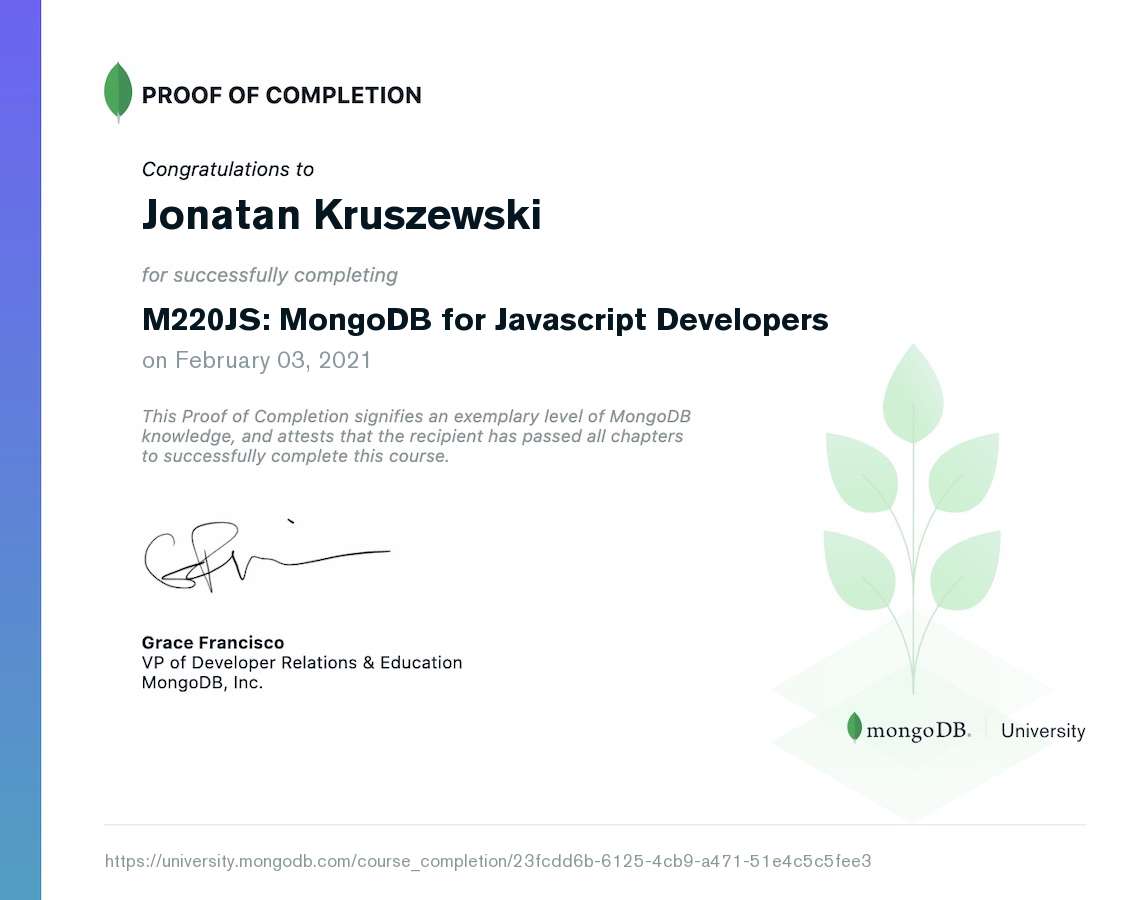 PROOF OF COMPLETION
Congratulations to
Jonatan Kruszewski
for successfully completing
M220JS: MongoDB for Javascript Developers
on February 03, 2021
This Proof of Completion signifies an exemplary level of MongoDB
knowledge, and attests that the recipient has passed all chapters
to successfully complete this course.
Grace Francisco
VP of Developer Relations & Education
MongoDB, Inc.
mongoDB. University
https://university.mongodb.com/course_completion/23fcdd6b-6125-4cb9-a471-51e4c5c5fee3